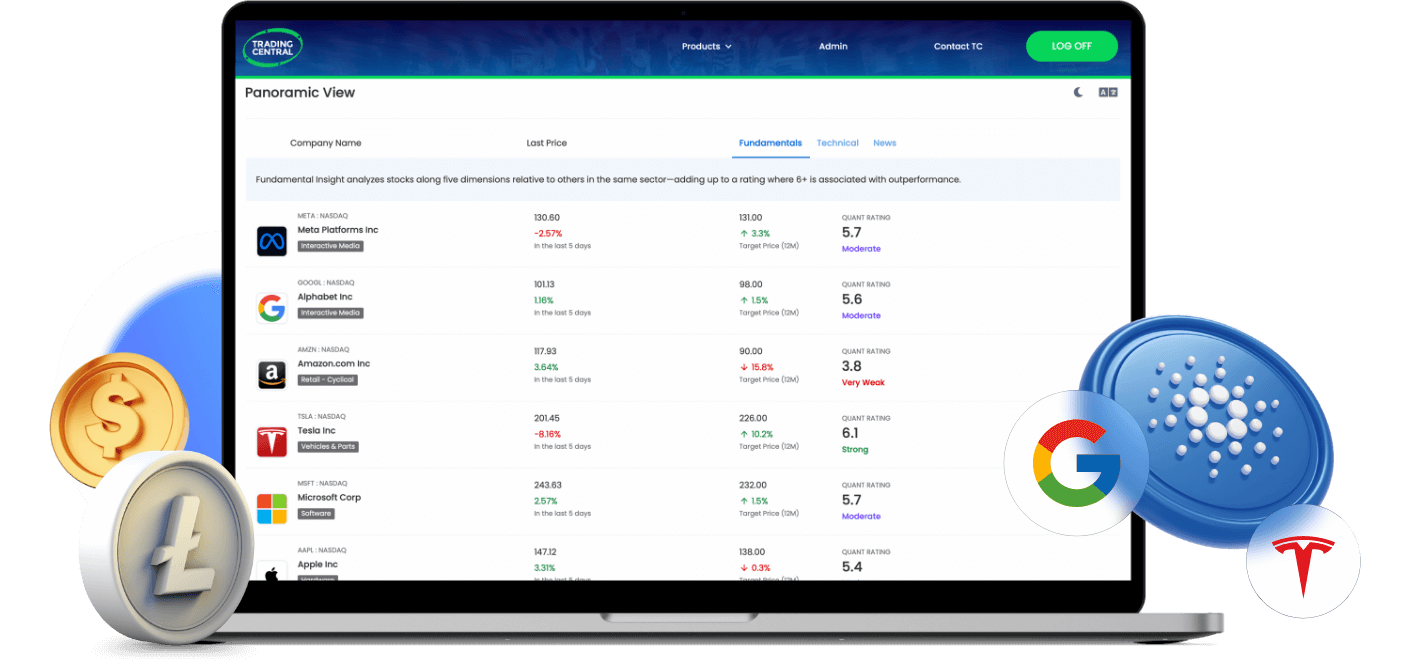 TRADING
CENTRAL
Products
Admin
Contact TC
LOG OFF
Panoramic View
Company Name
Last Price
Fundamentals
Technical
News
Fundamental Insight analyzes stocks along five dimensions relative to others in the same sector—adding up to a rating where 6+ is associated with outperformance.
META : NASDAQ
Meta Platforms Inc
Interactive Media
130.60
-2.57%
In the last 5 days
131.00
↑ 3.3%
Target Price (12M)
QUANT RATING
5.7
Moderate
GOOGL : NASDAQ
Alphabet Inc
Interactive Media
101.13
1.16%
In the last 5 days
98.00
↑ 1.5%
Target Price (12M)
QUANT RATING
5.6
Moderate
AMZN : NASDAQ
Amazon.com Inc
Retail - Cyclical
117.93
3.64%
In the last 5 days
90.00
↓ 15.8%
Target Price (12M)
QUANT RATING
3.8
Very Weak
TSLA : NASDAQ
Tesla Inc
Vehicles & Parts
201.45
-8.16%
In the last 5 days
226.00
↑ 10.2%
Target Price (12M)
QUANT RATING
6.1
Strong
MSFT : NASDAQ
Microsoft Corp
Software
243.63
2.57%
In the last 5 days
232.00
↑ 1.5%
Target Price (12M)
QUANT RATING
5.7
Moderate
AAPL : NASDAQ
Apple Inc
Hardware
147.12
3.31%
In the last 5 days
138.00
↓ 0.3%
Target Price (12M)
QUANT RATING
5.4